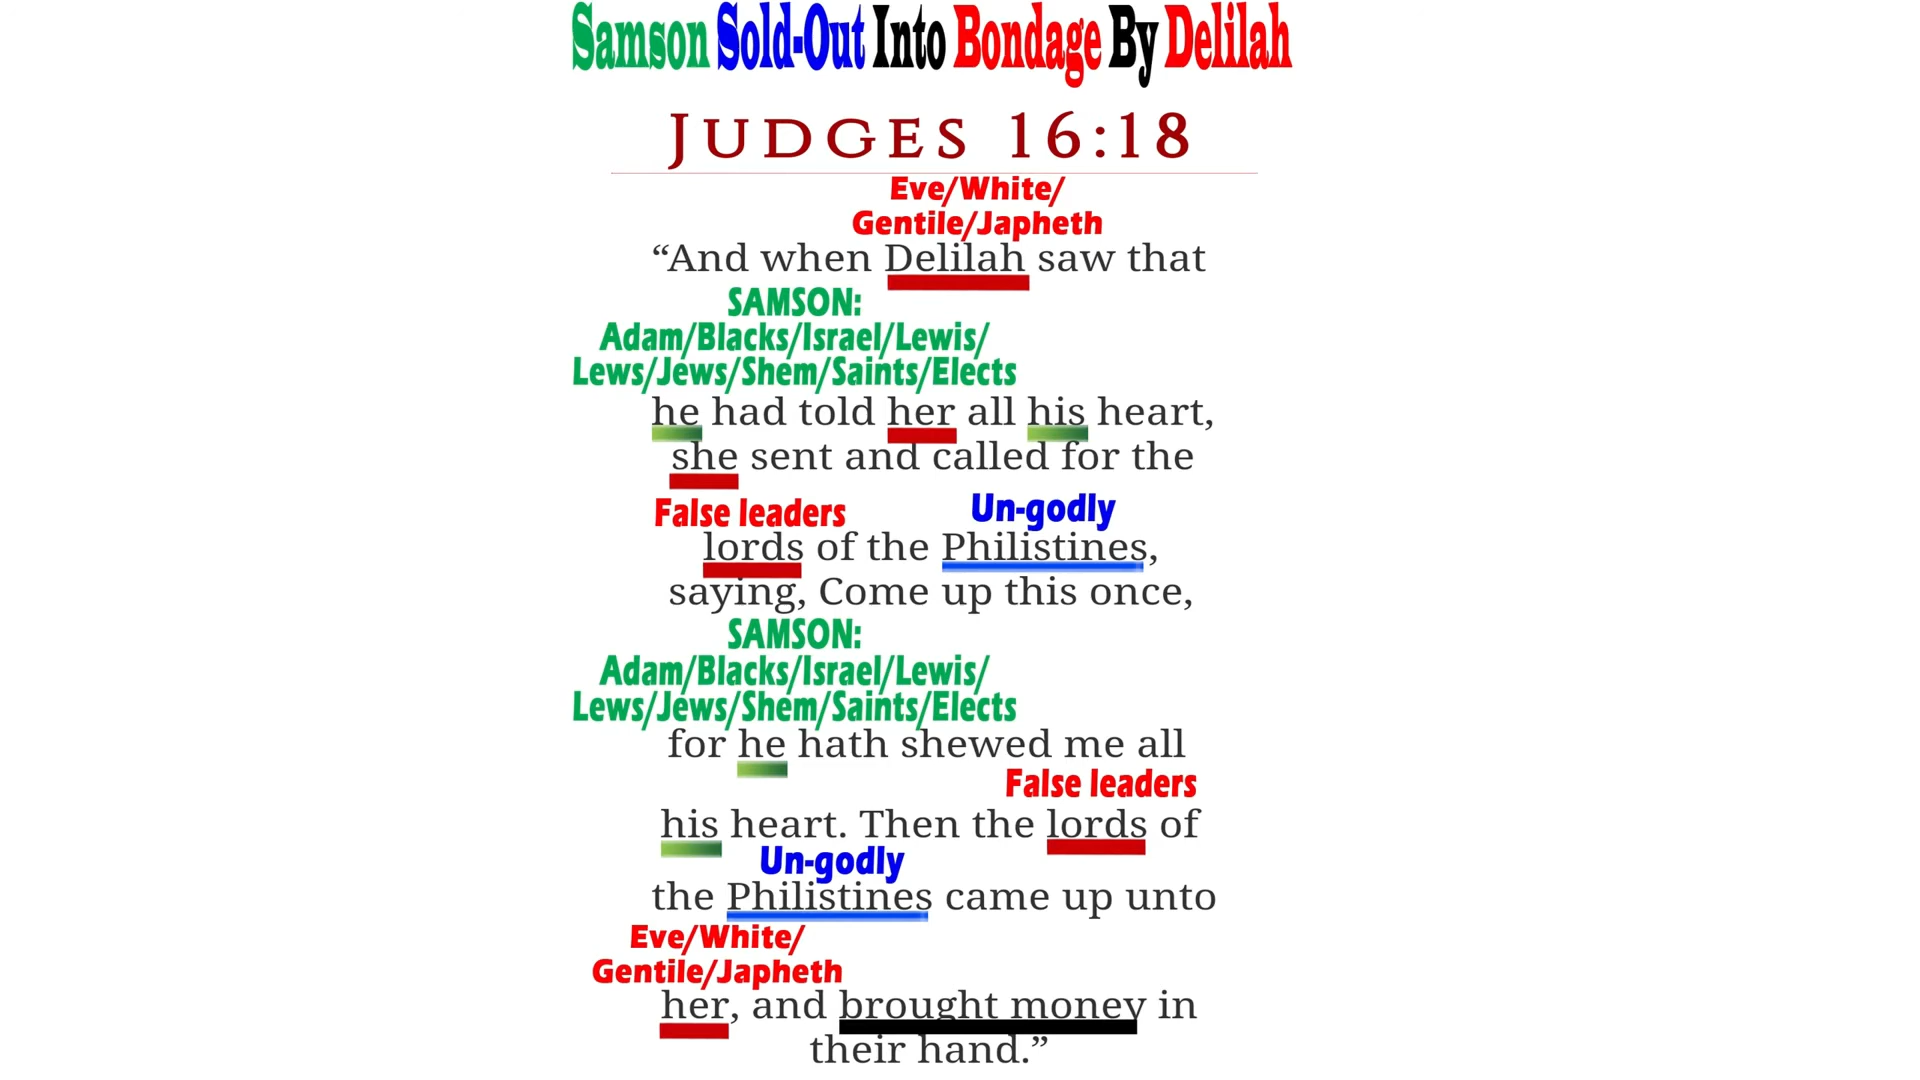 Samson Sold-Out Into Bondage By Delilah
Judges 16:18
Eve/White/
Gentile/Japheth
“And when Delilah saw that
SAMSON:
Adam/Blacks/Israel/Lewis/
Lews/Jews/Shem/Saints/Elects
he had told her all his heart,
she sent and called for the
False leaders Un-godly
lords of the Philistines,
saying, Come up this once,
SAMSON:
Adam/Blacks/Israel/Lewis/
Lews/Jews/Shem/Saints/Elects
for he hath shewed me all
False leaders
his heart. Then the lords of
Un-godly
the Philistines came up unto
Eve/White/
Gentile/Japheth
her, and brought money in
their hand.”